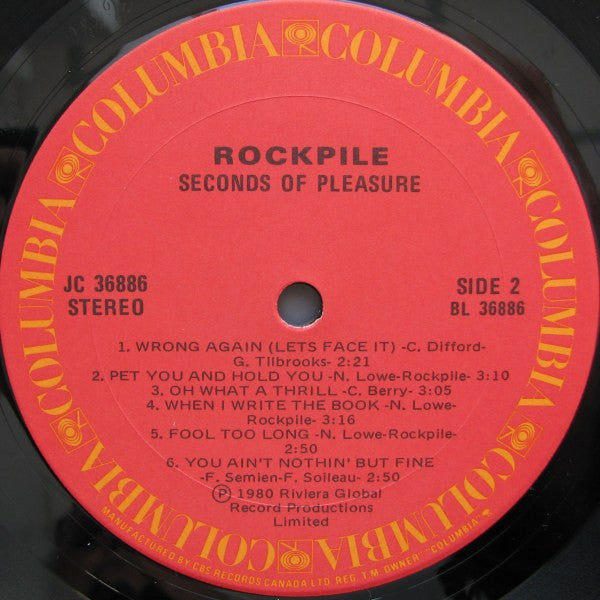 COLUMBIA COLUMBIA COLUMBIA COLUMBIA COLUMBIA COLUMBIA
ROCKPILE
SECONDS OF PLEASURE
JC 36886
STEREO
SIDE 2
BL 36886
1. WRONG AGAIN (LETS FACE IT) -C. Difford-
G. Tilbrooks- 2:21
2. PET YOU AND HOLD YOU -N. Lowe-Rockpile- 3:10
3. OH WHAT A THRILL -C. Berry- 3:05
4. WHEN I WRITE THE BOOK -N. Lowe-
Rockpile- 3:16
5. FOOL TOO LONG -N. Lowe-Rockpile-
2:50
6. YOU AIN'T NOTHIN' BUT FINE
-F. Semien-F. Soileau- 2:50
Ⓟ 1980 Riviera Global
Record Productions
Limited
MANUFACTURED BY CBS RECORDS CANADA LTD. REG. T.M. OWNER "COLUMBIA".